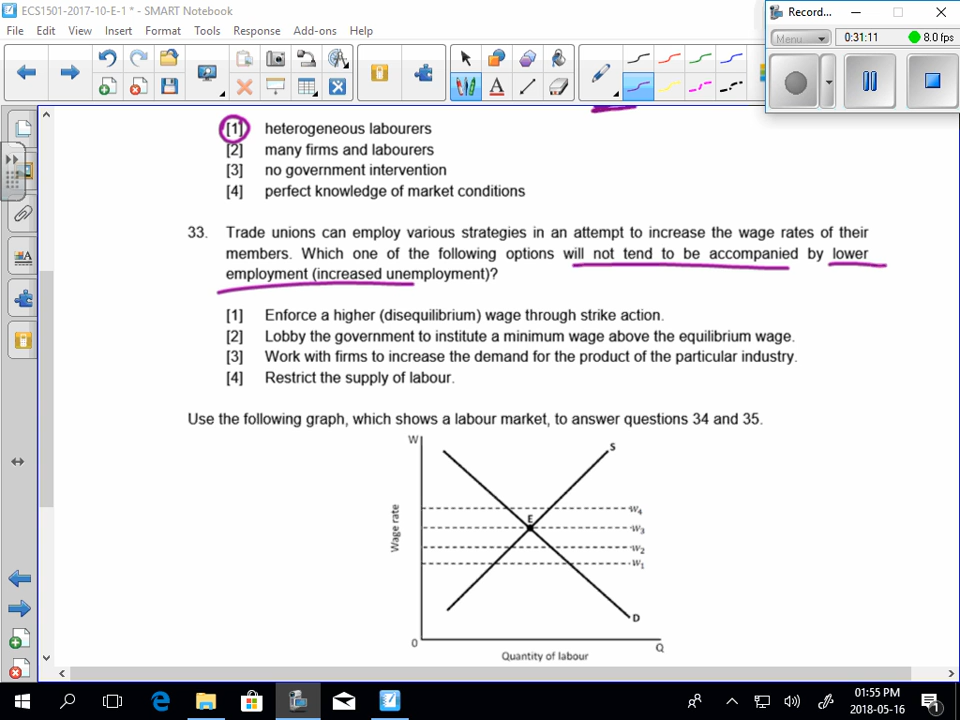 ECS1501-2017-10-E-1 * - SMART Notebook
File Edit View Insert Format Tools Response Add-ons Help
Record...
Menu
0:31:11
8.0 fps
[1] heterogeneous labourers
[2] many firms and labourers
[3] no government intervention
[4] perfect knowledge of market conditions
33. Trade unions can employ various strategies in an attempt to increase the wage rates of their
members. Which one of the following options will not tend to be accompanied by lower
employment (increased unemployment)?
[1] Enforce a higher (disequilibrium) wage through strike action.
[2] Lobby the government to institute a minimum wage above the equilibrium wage.
[3] Work with firms to increase the demand for the product of the particular industry.
[4] Restrict the supply of labour.
Use the following graph, which shows a labour market, to answer questions 34 and 35.
W
S
W4
E
W3
W2
W1
Wage rate
D
0
Q
Quantity of labour
01:55 PM
2018-05-16
1